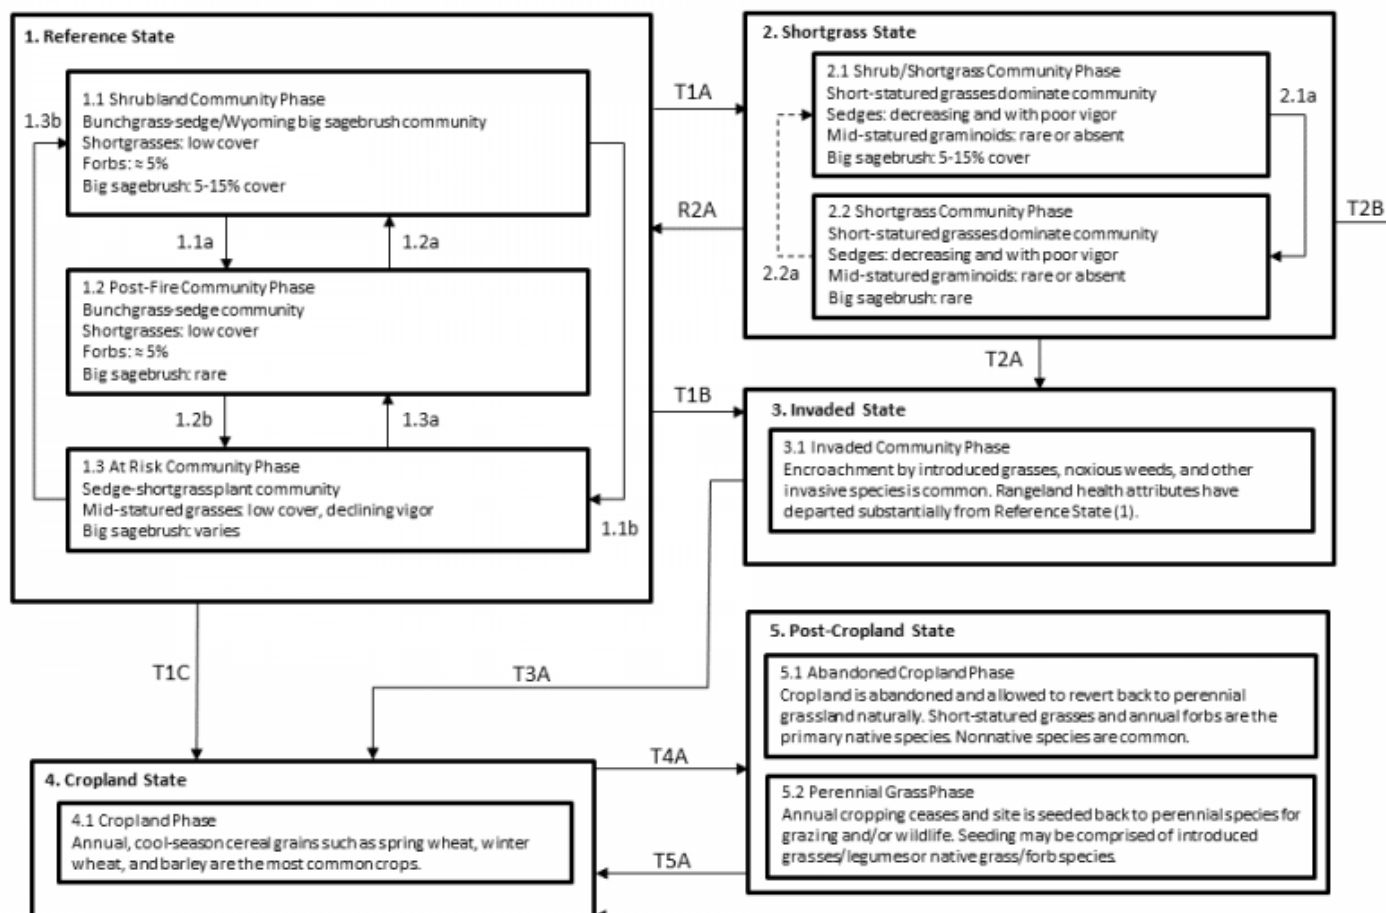 1. Reference State
1.1 Shrubland Community Phase
Bunchgrass-sedge/Wyoming big sagebrush community
Shortgrasses: low cover
Forbs: ≈ 5%
Big sagebrush: 5-15% cover
1.3b
1.1a
1.2a
1.2 Post-Fire Community Phase
Bunchgrass-sedge community
Shortgrasses: low cover
Forbs: ≈ 5%
Big sagebrush: rare
1.2b
1.3a
1.3 At Risk Community Phase
Sedge-shortgrass plant community
Mid-statured grasses: low cover, declining vigor
Big sagebrush: varies
1.1b
T1A
R2A
T1B
2. Shortgrass State
2.1 Shrub/Shortgrass Community Phase
Short-statured grasses dominate community
Sedges: decreasing and with poor vigor
Mid-statured graminoids: rare or absent
Big sagebrush: 5-15% cover
2.1a
2.2 Shortgrass Community Phase
Short-statured grasses dominate community
Sedges: decreasing and with poor vigor
Mid-statured graminoids: rare or absent
Big sagebrush: rare
2.2a
T2B
T2A
3. Invaded State
3.1 Invaded Community Phase
Encroachment by introduced grasses, noxious weeds, and other
invasive species is common. Rangeland health attributes have
departed substantially from Reference State (1).
T1C
T3A
4. Cropland State
4.1 Cropland Phase
Annual, cool-season cereal grains such as spring wheat, winter
wheat, and barley are the most common crops.
T4A
T5A
5. Post-Cropland State
5.1 Abandoned Cropland Phase
Cropland is abandoned and allowed to revert back to perennial
grassland naturally. Short-statured grasses and annual forbs are the
primary native species. Nonnative species are common.
5.2 Perennial Grass Phase
Annual cropping ceases and site is seeded back to perennial species for
grazing and/or wildlife. Seeding may be comprised of introduced
grasses/legumes or native grass/forb species.